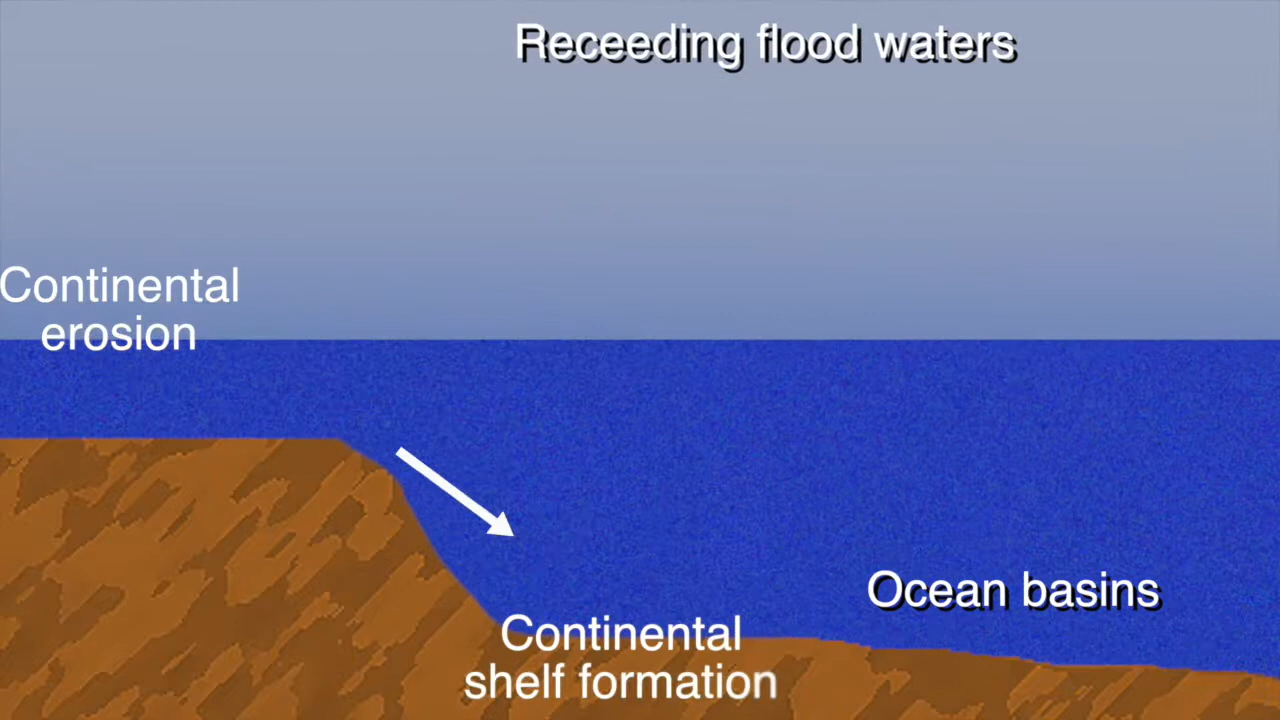 Receeding flood waters
Continental
erosion
Ocean basins
Continental
shelf formation